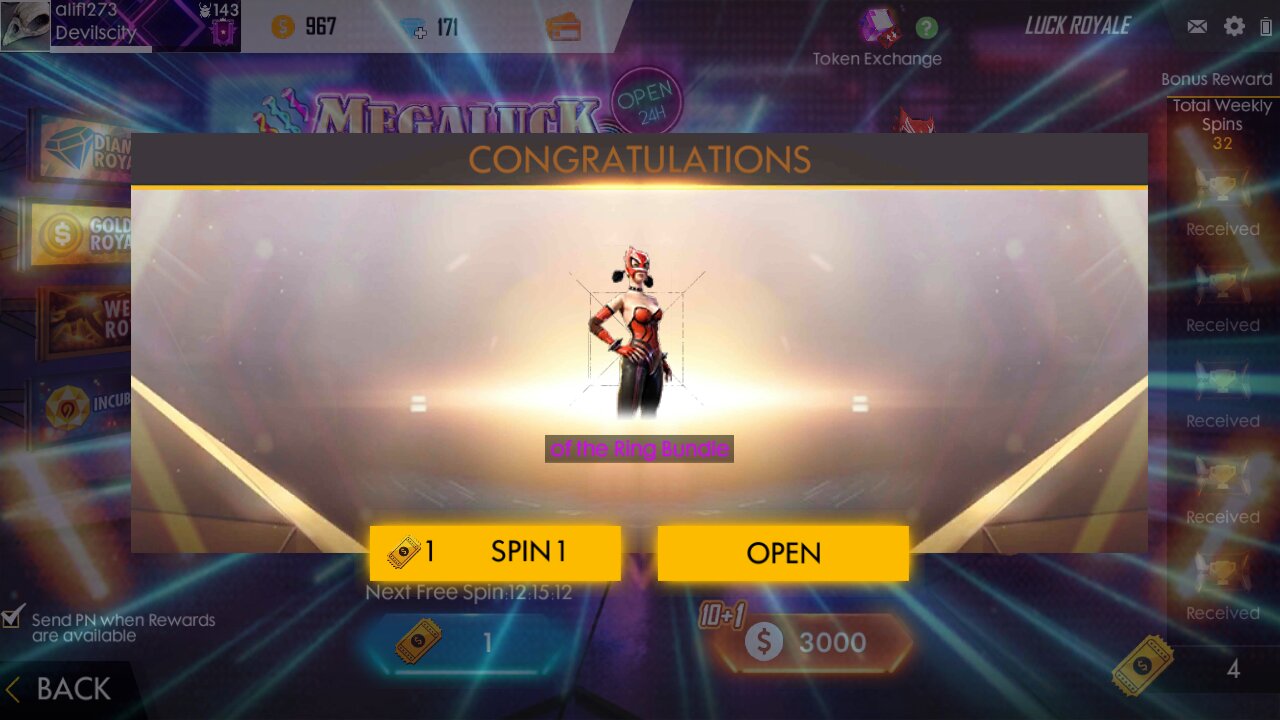 alifl273
143
Devilscity
967
171
LUCK ROYALE
Token Exchange
Bonus Reward
MEGALUCK
OPEN
24H
Total Weekly
Spins
32
DIAM
ROYA
GOLD
ROYA
WE
RO
INCUB
CONGRATULATIONS
Received
Received
Received
Received
Received
of the Ring Bundle
1 SPIN 1
OPEN
Next Free Spin:12:15:12
Send PN when Rewards
are available
1
10+1
3000
4
BACK